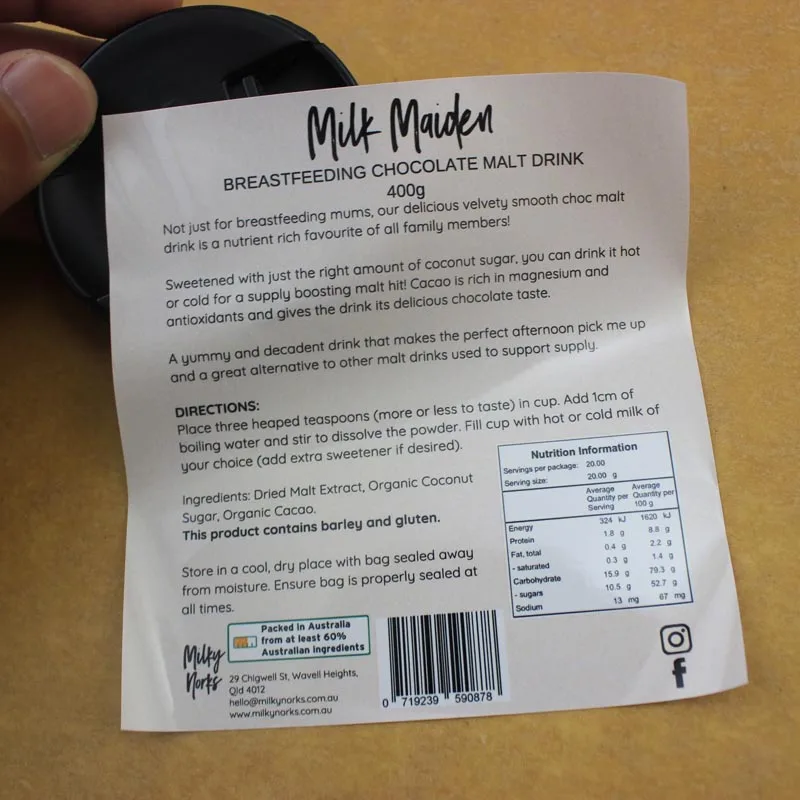 Milk Maiden
BREASTFEEDING CHOCOLATE MALT DRINK
400g
Not just for breastfeeding mums, our delicious velvety smooth choc malt
drink is a nutrient rich favourite of all family members!
Sweetened with just the right amount of coconut sugar, you can drink it hot
or cold for a supply boosting malt hit! Cacao is rich in magnesium and
antioxidants and gives the drink its delicious chocolate taste.
A yummy and decadent drink that makes the perfect afternoon pick me up
and a great alternative to other malt drinks used to support supply.
DIRECTIONS:
Place three heaped teaspoons (more or less to taste) in cup. Add 1cm of
boiling water and stir to dissolve the powder. Fill cup with hot or cold milk of
your choice (add extra sweetener if desired).
Ingredients: Dried Malt Extract, Organic Coconut
Sugar, Organic Cacao.
This product contains barley and gluten.
Store in a cool, dry place with bag sealed away
from moisture. Ensure bag is properly sealed at
all times.
Nutrition Information
Servings per package: 20.00
Serving size: 20.00 g
Average Quantity per Serving Average Quantity per 100 g
Energy 324 kJ 1620 kJ
Protein 1.8 g 8.8 g
Fat, total 0.4 g 2.2 g
- saturated 0.3 g 1.4 g
Carbohydrate 15.9 g 79.3 g
- sugars 10.5 g 52.7 g
Sodium 13 mg 67 mg
Packed in Australia
from at least 60%
Australian ingredients
Milky
Norks
29 Chigwell St, Wavell Heights,
Qld 4012
hello@milkynorks.com.au
www.milkynorks.com.au
0 719239 590878